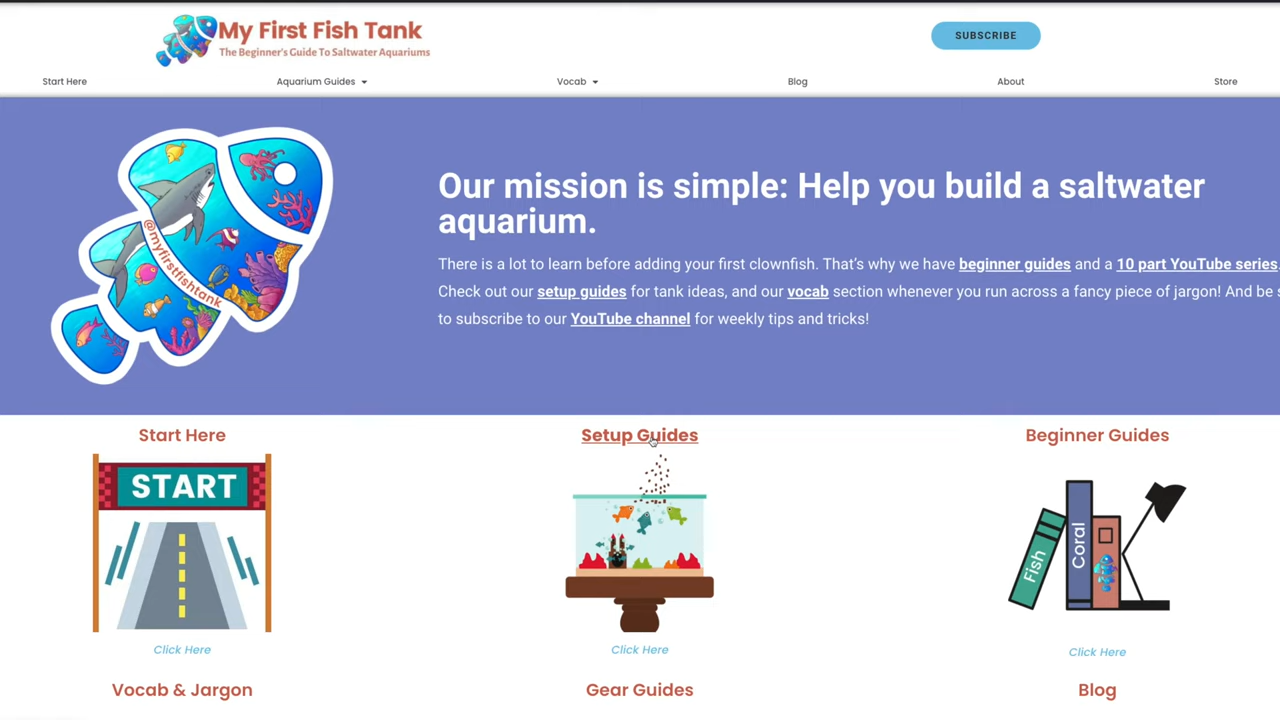 My First Fish Tank
The Beginner's Guide To Saltwater Aquariums
SUBSCRIBE
Start Here
Aquarium Guides
Vocab
Blog
About
Store
@myfirstfishtank
Our mission is simple: Help you build a saltwater
aquarium.
There is a lot to learn before adding your first clownfish. That's why we have beginner guides and a 10 part YouTube series.
Check out our setup guides for tank ideas, and our vocab section whenever you run across a fancy piece of jargon! And be s
to subscribe to our YouTube channel for weekly tips and tricks!
Start Here
Setup Guides
Beginner Guides
START
Fish
Coral
Click Here
Click Here
Click Here
Vocab & Jargon
Gear Guides
Blog